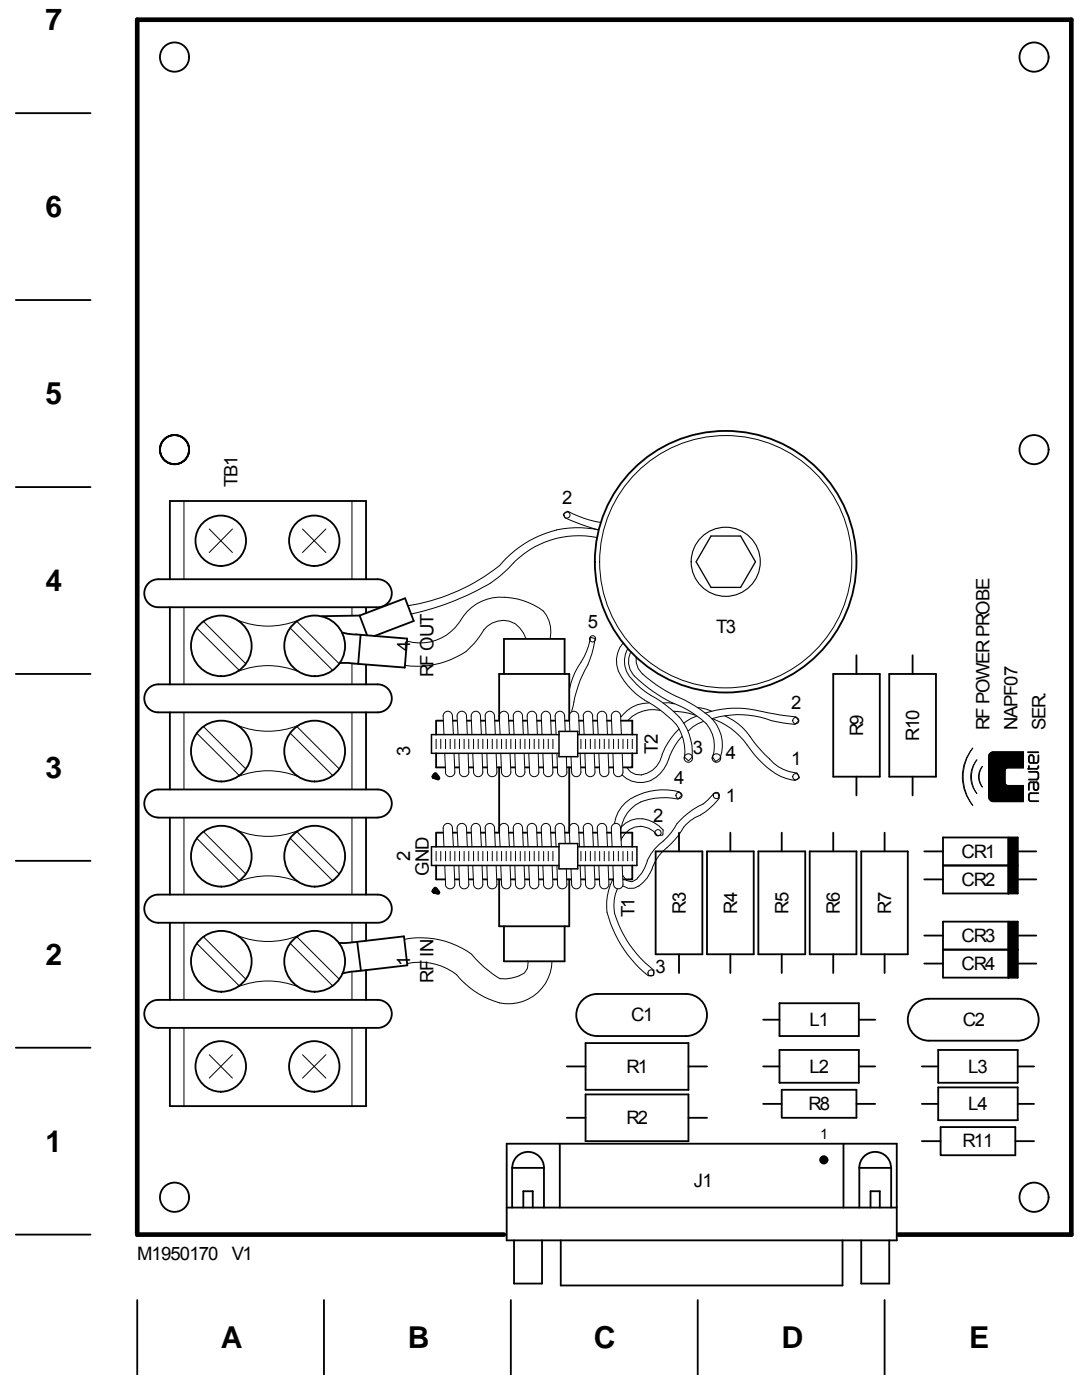 7
6
5
TB1
2
4
4
RF OUT
5
T3
RF POWER PROBE
NAPF07
SER.
nautel
3
3
T2
3
4
2
1
R9
R10
4
1
2
2
GND
T1
R3
R4
R5
R6
R7
CR1
CR2
2
1
RF IN
3
CR3
CR4
C1
L1
C2
R1
L2
L3
R2
R8
L4
1
1
R11
J1
M1950170 V1
A B C D E